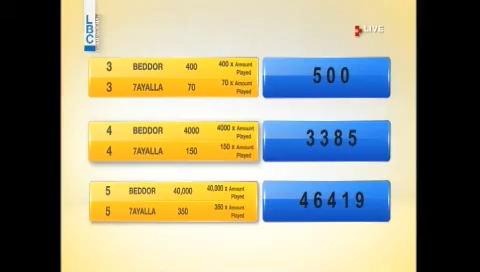 LBC
LIVE
3 BEDDOR 400 400 X Amount Played
3 7AYALLA 70 70 X Amount Played
500
4 BEDDOR 4000 4000 X Amount Played
4 7AYALLA 150 150 X Amount Played
3385
5 BEDDOR 40,000 40,000 X Amount Played
5 7AYALLA 350 350 X Amount Played
46419